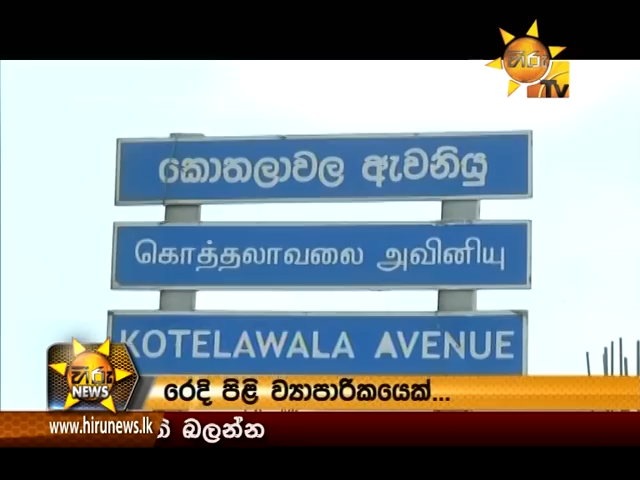 හිරු
TV
කොතලාවල ඇවනියු
கொத்தலாவலை அவினியு
KOTELAWALA AVENUE
හිරු
NEWS
රෙදි පිළි ව්‍යාපාරිකයෙක්...
www.hirunews.lk
බලන්න